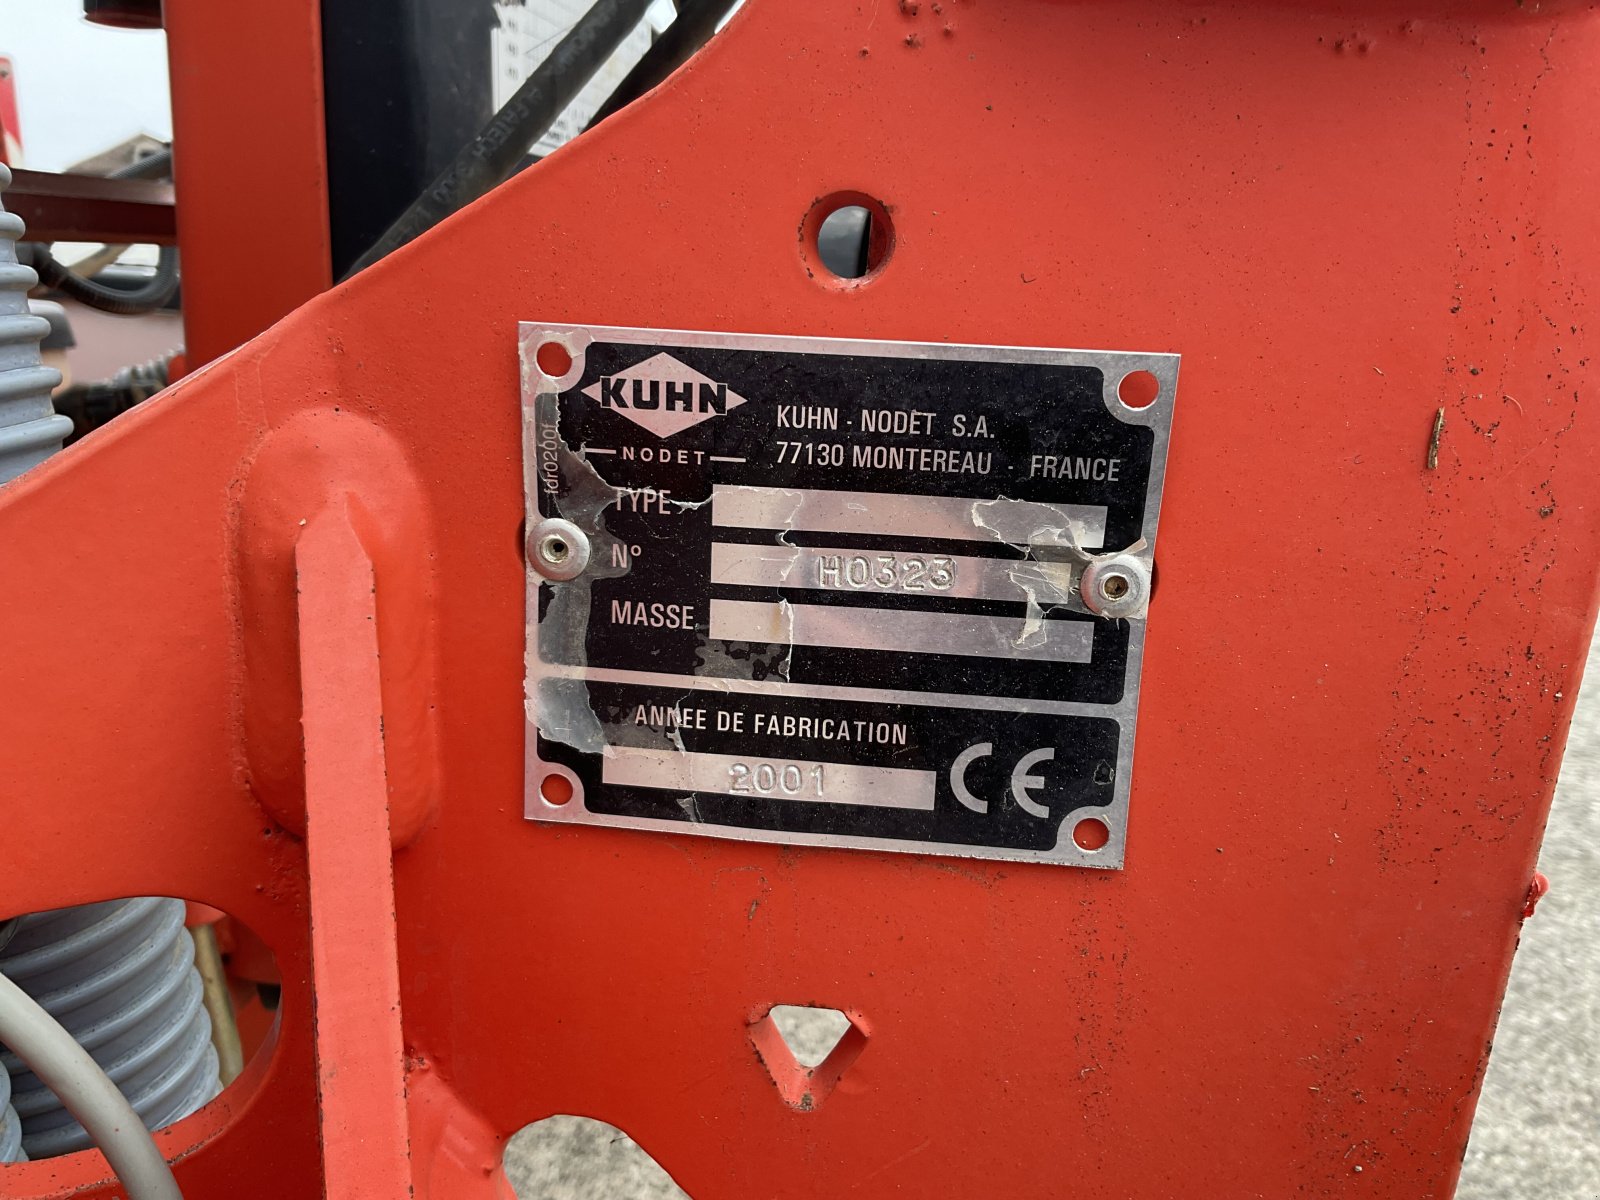 KUHN
NODET
KUHN - NODET S.A.
77130 MONTEREAU - FRANCE
TYPE
N° H0323
MASSE
ANNEE DE FABRICATION
2001
CE